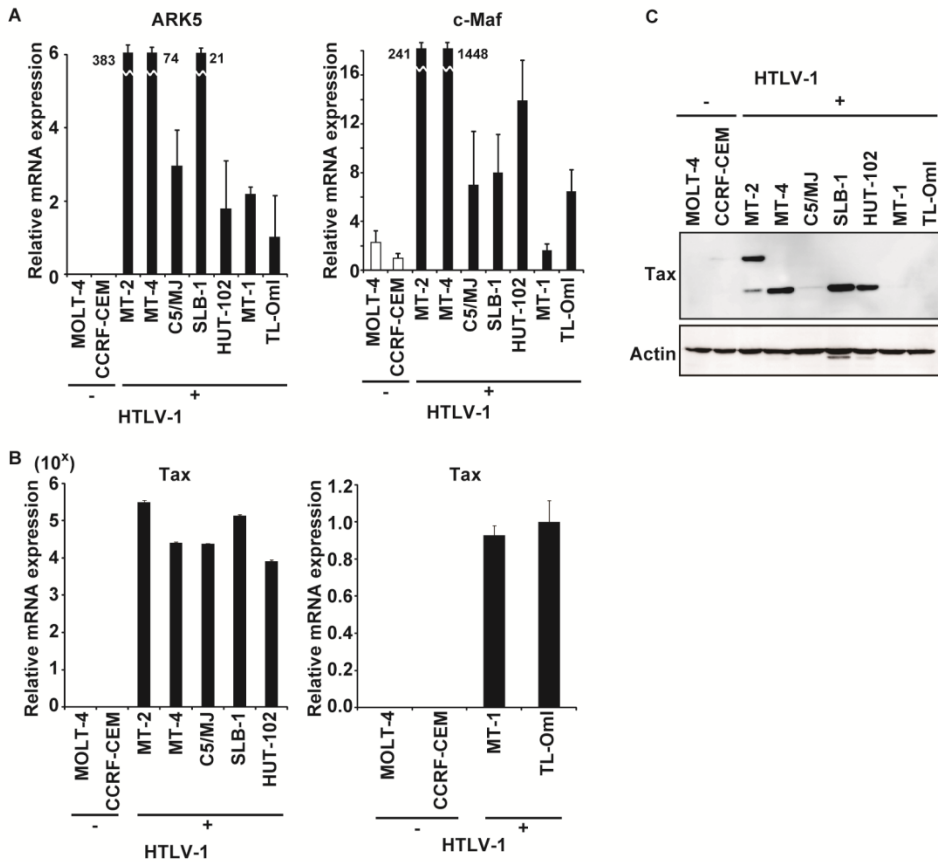 A
ARK5
Relative mRNA expression
6
4
2
0
383
74
21
MOLT-4
CCRF-CEM
MT-2
MT-4
C5/MJ
SLB-1
HUT-102
MT-1
TL-OmI
- +
HTLV-1
c-Maf
Relative mRNA expression
16
12
8
4
0
241
1448
MOLT-4
CCRF-CEM
MT-2
MT-4
C5/MJ
SLB-1
HUT-102
MT-1
TL-OmI
- +
HTLV-1
B
(10ˣ)
Tax
Relative mRNA expression
6
5
4
3
2
1
0
MOLT-4
CCRF-CEM
MT-2
MT-4
C5/MJ
SLB-1
HUT-102
- +
HTLV-1
Tax
Relative mRNA expression
1.2
1.0
0.8
0.6
0.4
0.2
0.0
MOLT-4
CCRF-CEM
MT-1
TL-OmI
- +
HTLV-1
C
HTLV-1
- +
MOLT-4
CCRF-CEM
MT-2
MT-4
C5/MJ
SLB-1
HUT-102
MT-1
TL-OmI
Tax
Actin